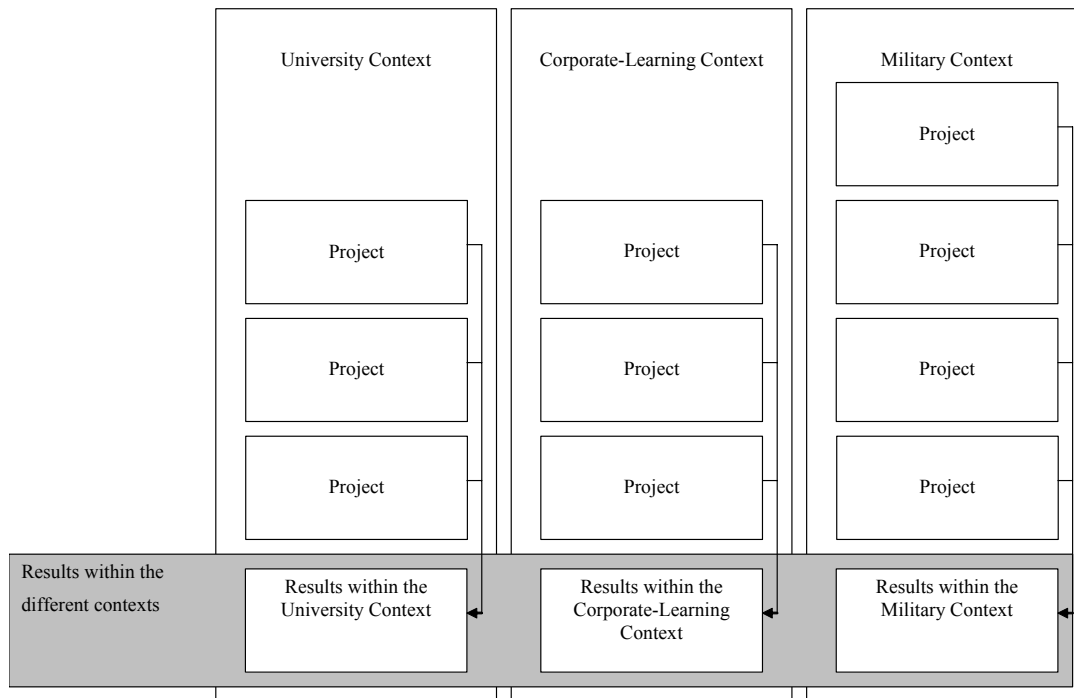 University Context
Corporate-Learning Context
Military Context
Project
Project
Project
Project
Project
Project
Project
Project
Project
Project
Results within the
different contexts
Results within the
University Context
Results within the
Corporate-Learning
Context
Results within the
Military Context